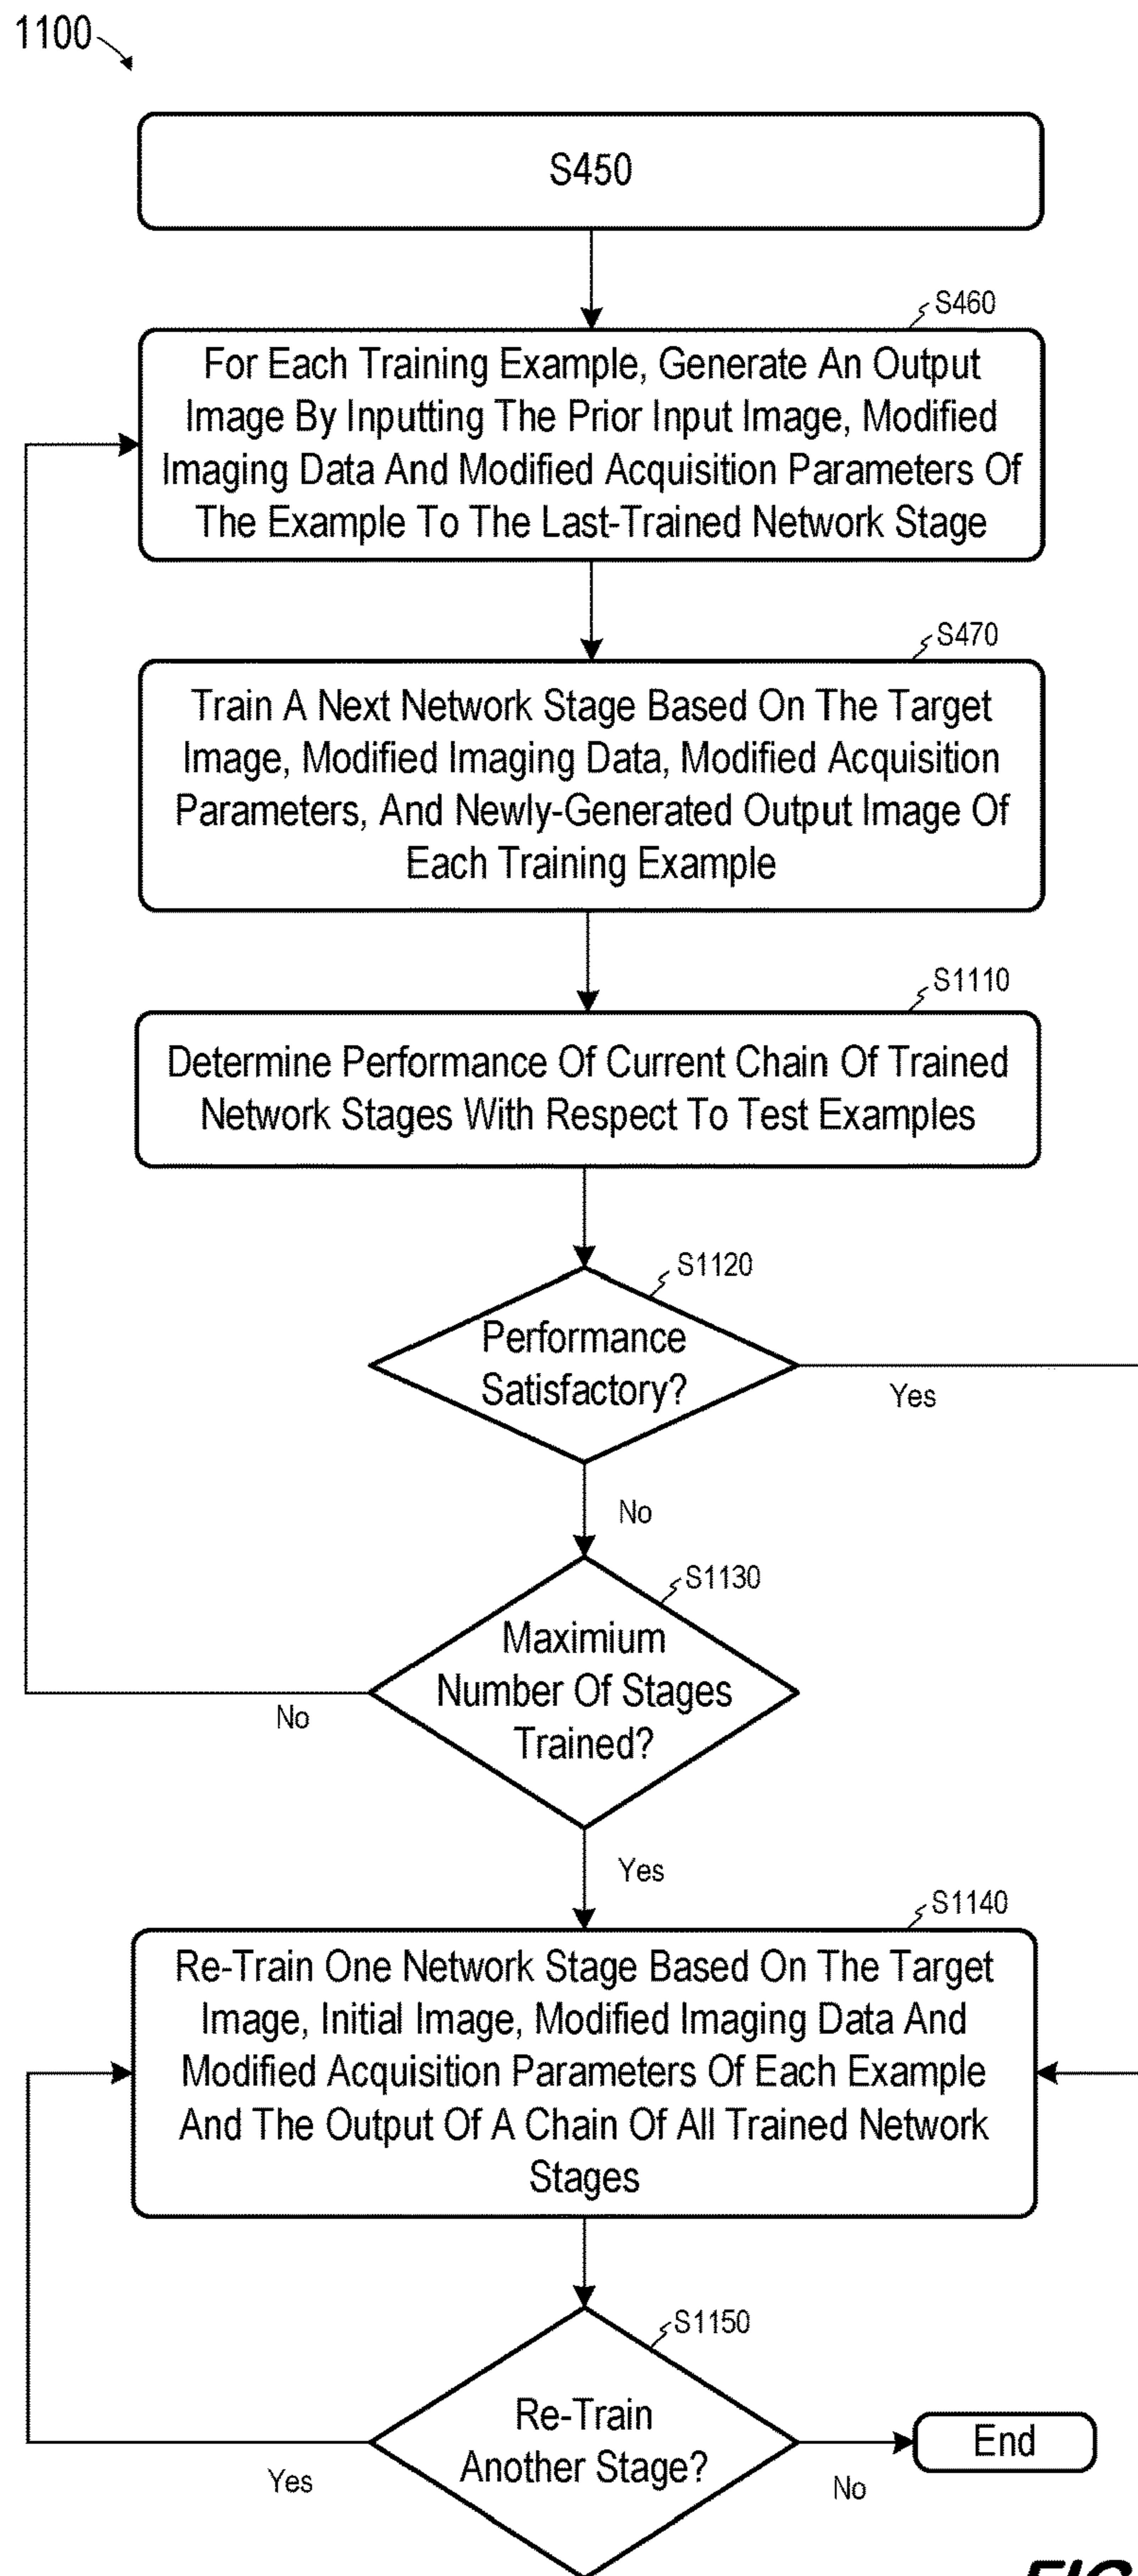 1100
S450
S460
For Each Training Example, Generate An Output
Image By Inputting The Prior Input Image, Modified
Imaging Data And Modified Acquisition Parameters Of
The Example To The Last-Trained Network Stage
S470
Train A Next Network Stage Based On The Target
Image, Modified Imaging Data, Modified Acquisition
Parameters, And Newly-Generated Output Image Of
Each Training Example
S1110
Determine Performance Of Current Chain Of Trained
Network Stages With Respect To Test Examples
S1120
Performance
Satisfactory?
Yes
No
S1130
Maximium
Number Of Stages
Trained?
No
Yes
S1140
Re-Train One Network Stage Based On The Target
Image, Initial Image, Modified Imaging Data And
Modified Acquisition Parameters Of Each Example
And The Output Of A Chain Of All Trained Network
Stages
S1150
Re-Train
Another Stage?
End
Yes
No
FIG